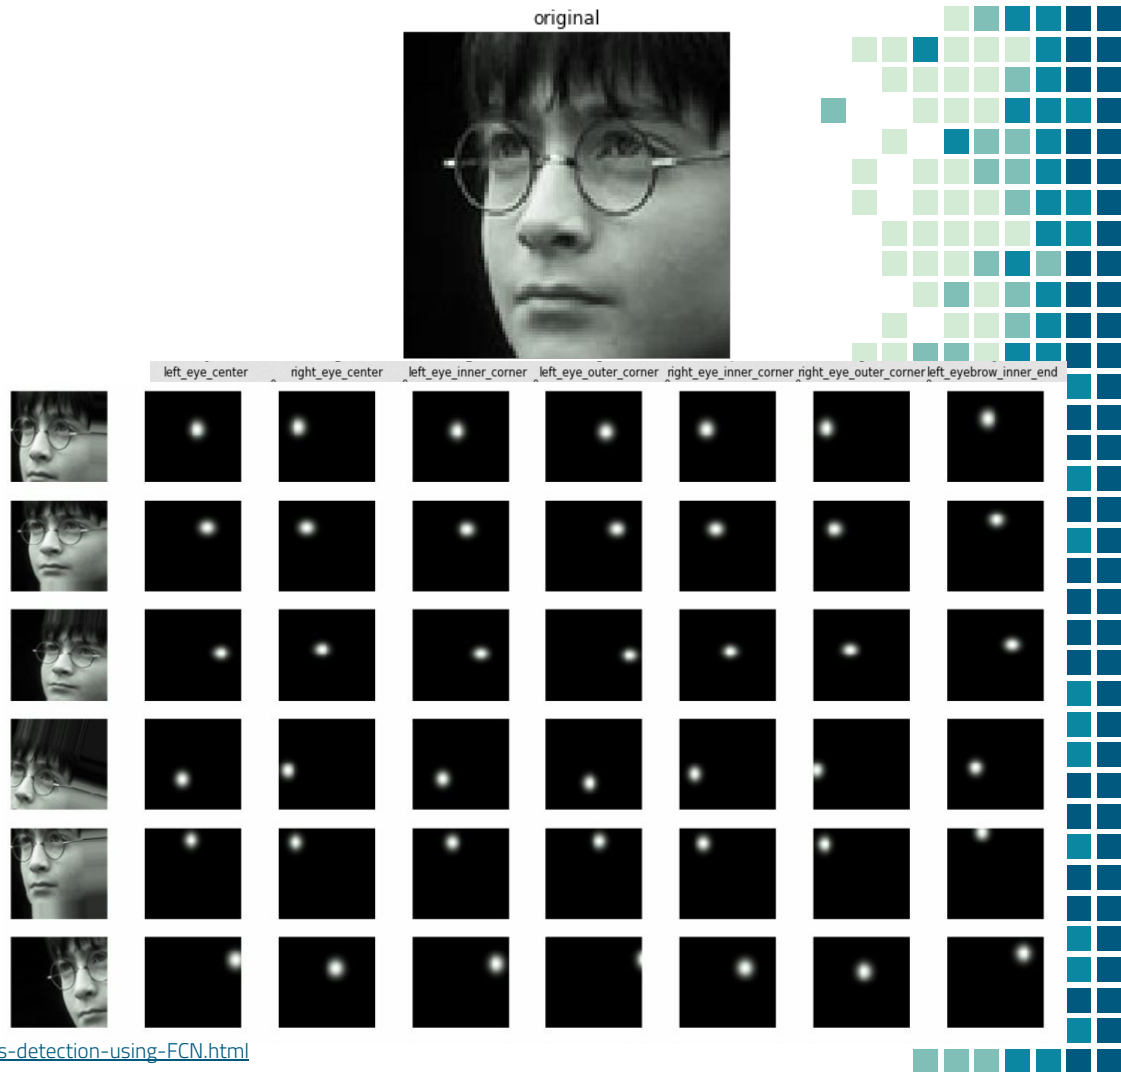 original
left_eye_center right_eye_center left_eye_inner_corner left_eye_outer_corner right_eye_inner_corner right_eye_outer_corner left_eyebrow_inner_end
s-detection-using-FCN.html